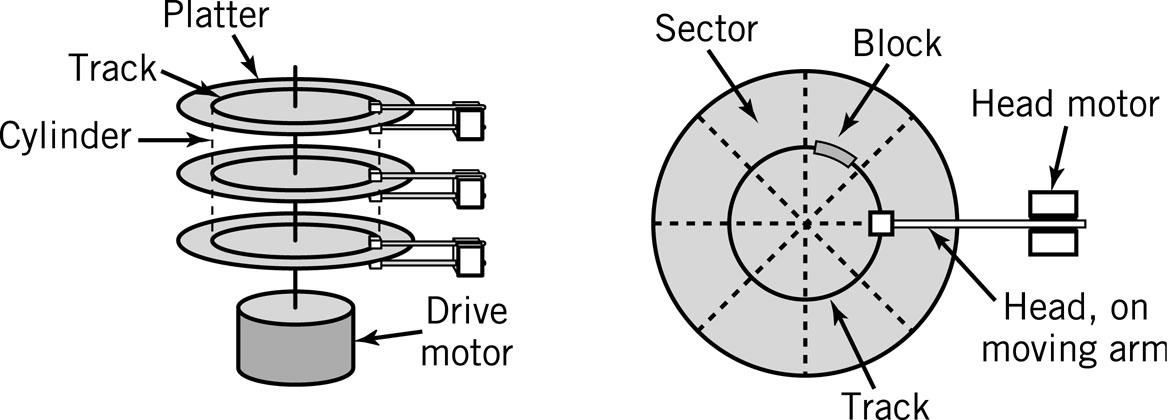 Platter
Track
Cylinder
Drive
motor
Sector
Block
Head motor
Head, on
moving arm
Track